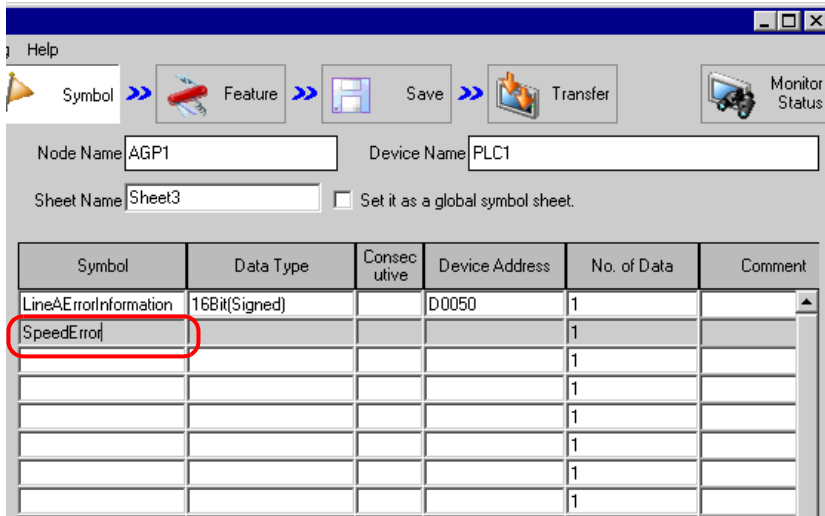 g Help
Symbol >> Feature >> Save >> Transfer Monitor Status
Node Name AGP1 Device Name PLC1
Sheet Name Sheet3 Set it as a global symbol sheet.
Symbol Data Type Consec utive Device Address No. of Data Comment
LineAErrorInformation 16Bit(Signed) D0050 1
SpeedError 1
1
1
1
1
1
1